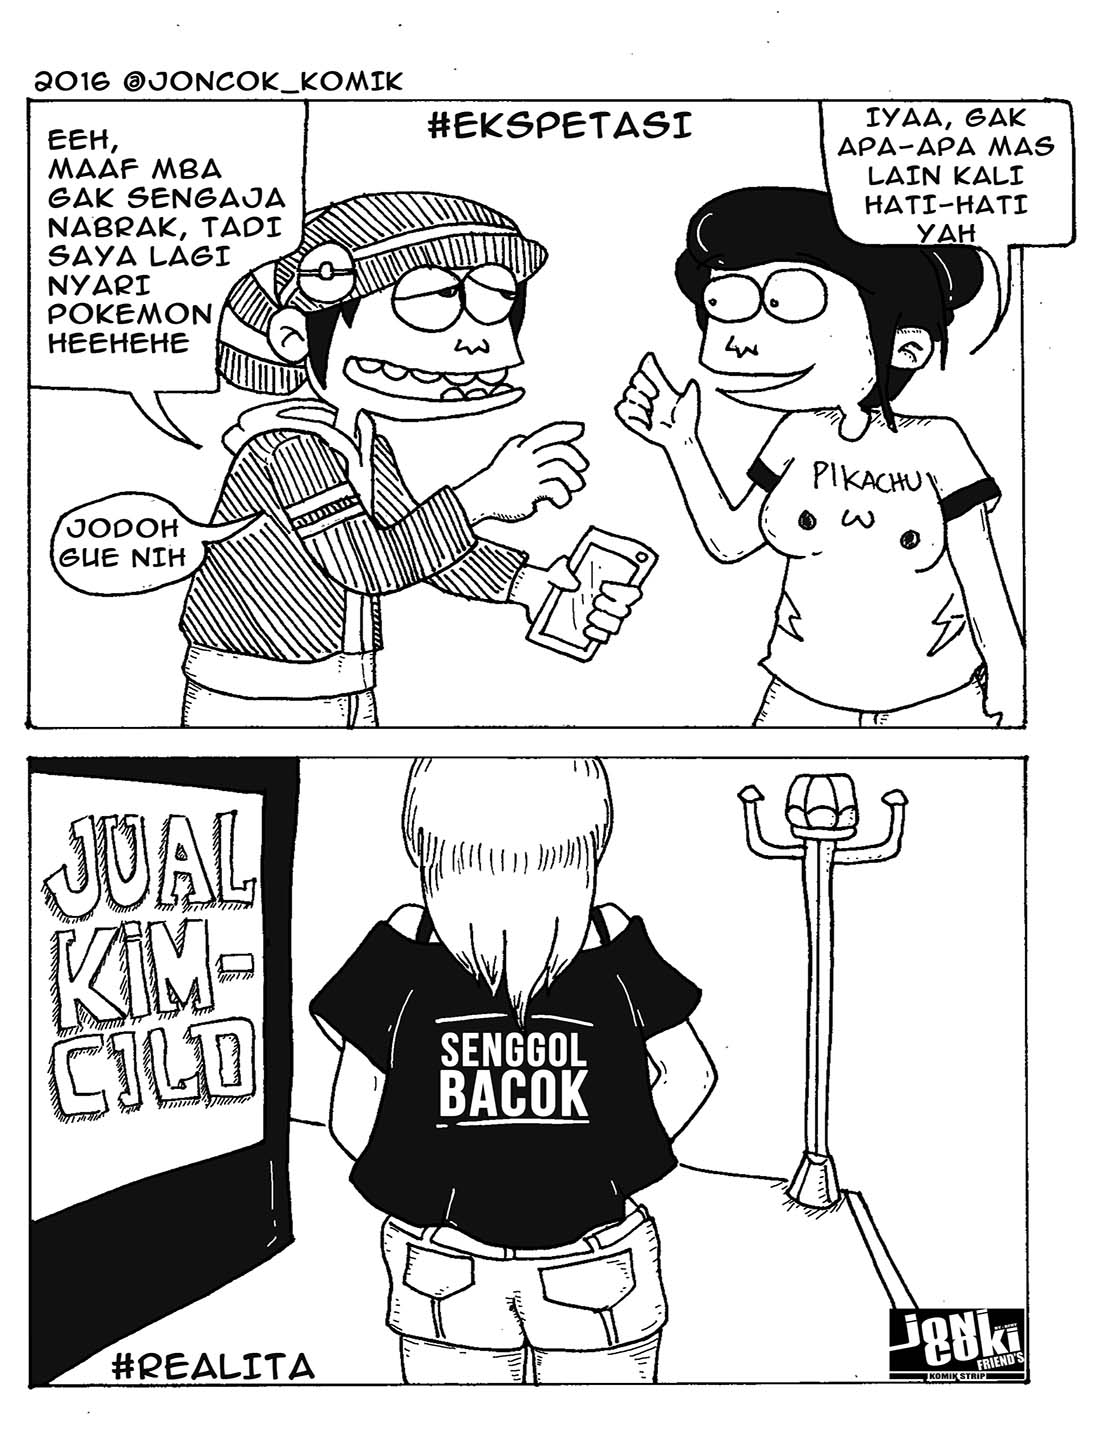 2016 @JONCOK_KOMIK
#EKSPETASI
EEH,
MAAF MBA
GAK SENGAJA
NABRAK, TADI
SAYA LAGI
NYARI
POKEMON
HEEHEHE
IYAA, GAK
APA-APA MAS
LAIN KALI
HATI-HATI
YAH
JODOH
GUE NIH
PIKACHU
JUAL
KIM-
CILD
SENGGOL
BACOK
#REALITA
JONI
COKI
FRIEND'S
KOMIK STRIP